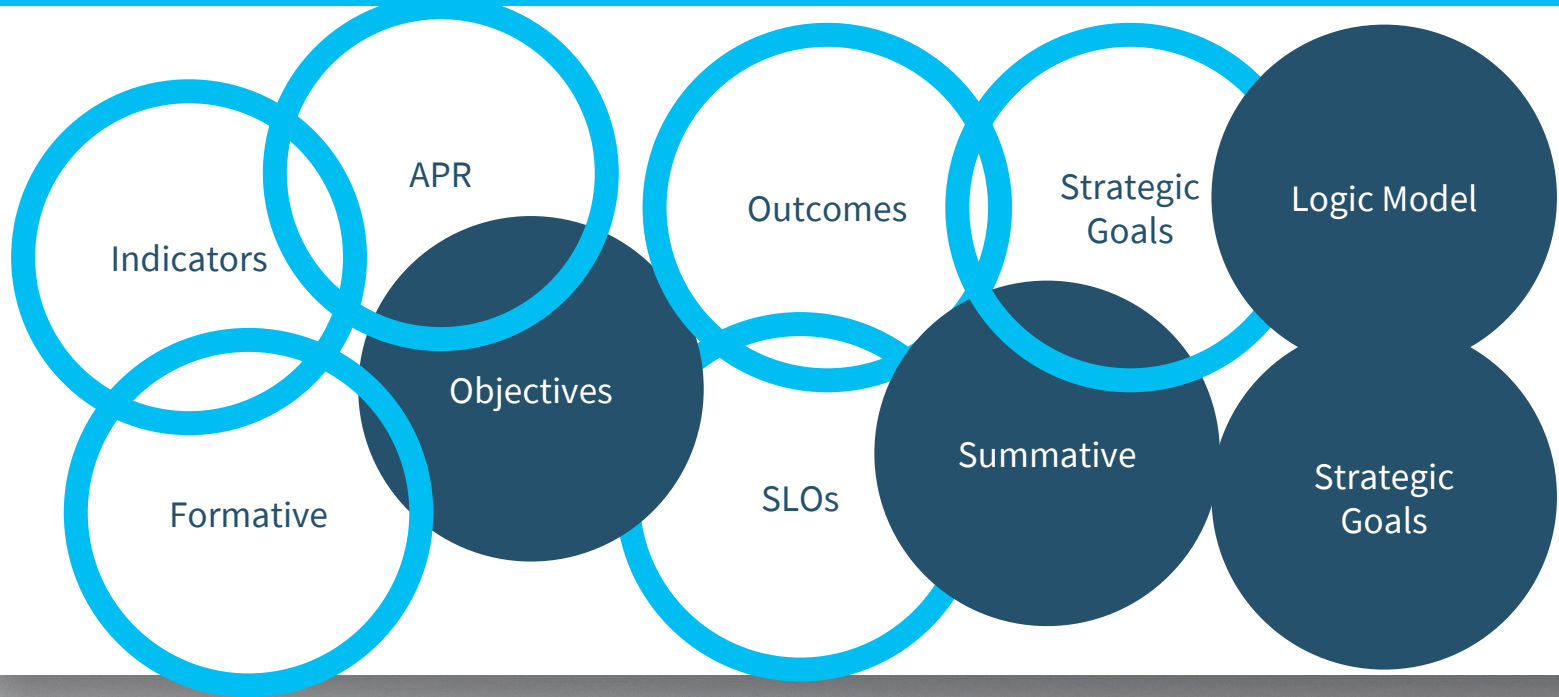 Indicators
APR
Formative
Objectives
Outcomes
SLOs
Strategic
Goals
Summative
Logic Model
Strategic
Goals